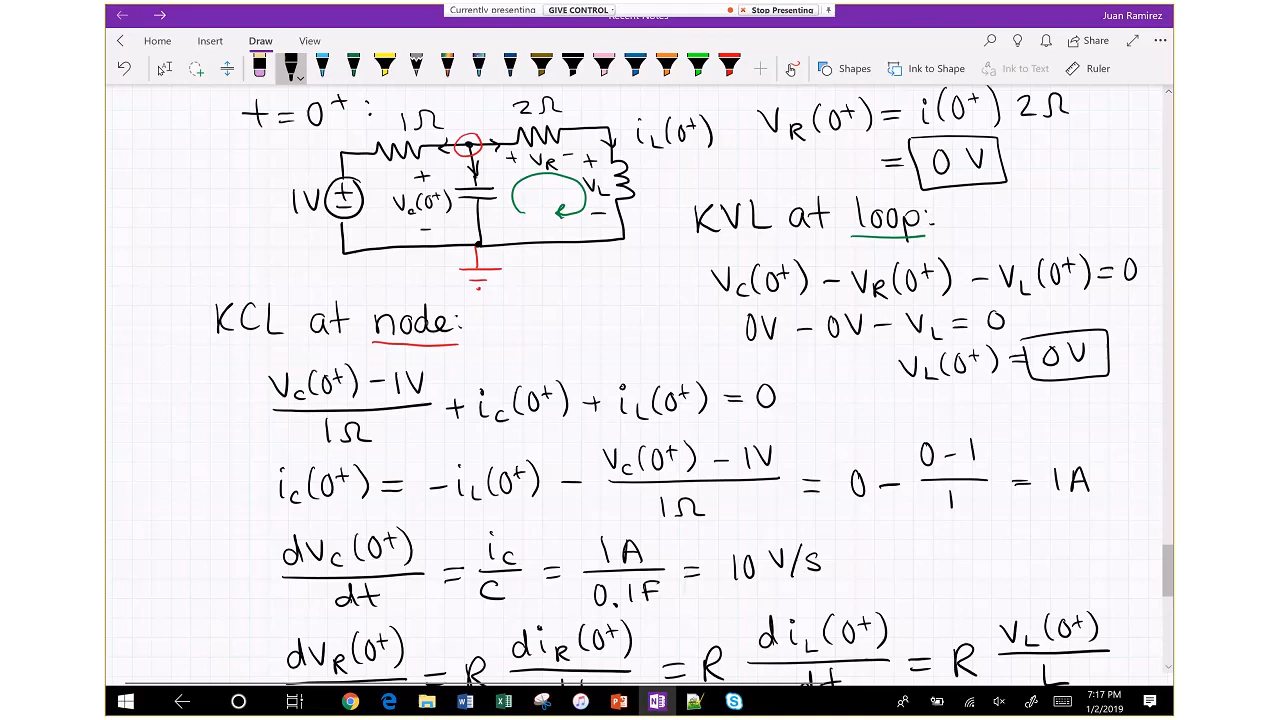 Currently presenting GIVE CONTROL Stop Presenting
Recent Notes
Juan Ramirez
Home Insert Draw View
Share
Shapes Ink to Shape Ink to Text Ruler
t = 0⁺ :
1Ω
2Ω
i_L(0⁺)
+ V_R − +
1V
+
−
+
V_c(0⁺)
−
V_L
−
V_R(0⁺) = i(0⁺) 2Ω
= 0 V
KVL at loop:
V_C(0⁺) − V_R(0⁺) − V_L(0⁺) = 0
0V − 0V − V_L = 0
V_L(0⁺) = 0V
KCL at node:
V_C(0⁺) − 1V / 1Ω + i_C(0⁺) + i_L(0⁺) = 0
i_C(0⁺) = −i_L(0⁺) − V_C(0⁺) − 1V / 1Ω = 0 − 0 − 1 / 1 = 1A
dV_C(0⁺) / dt = i_C / C = 1A / 0.1F = 10 V/s
dV_R(0⁺) = R di_R(0⁺) = R di_L(0⁺) / dt = R V_L(0⁺) / L
7:17 PM
1/2/2019